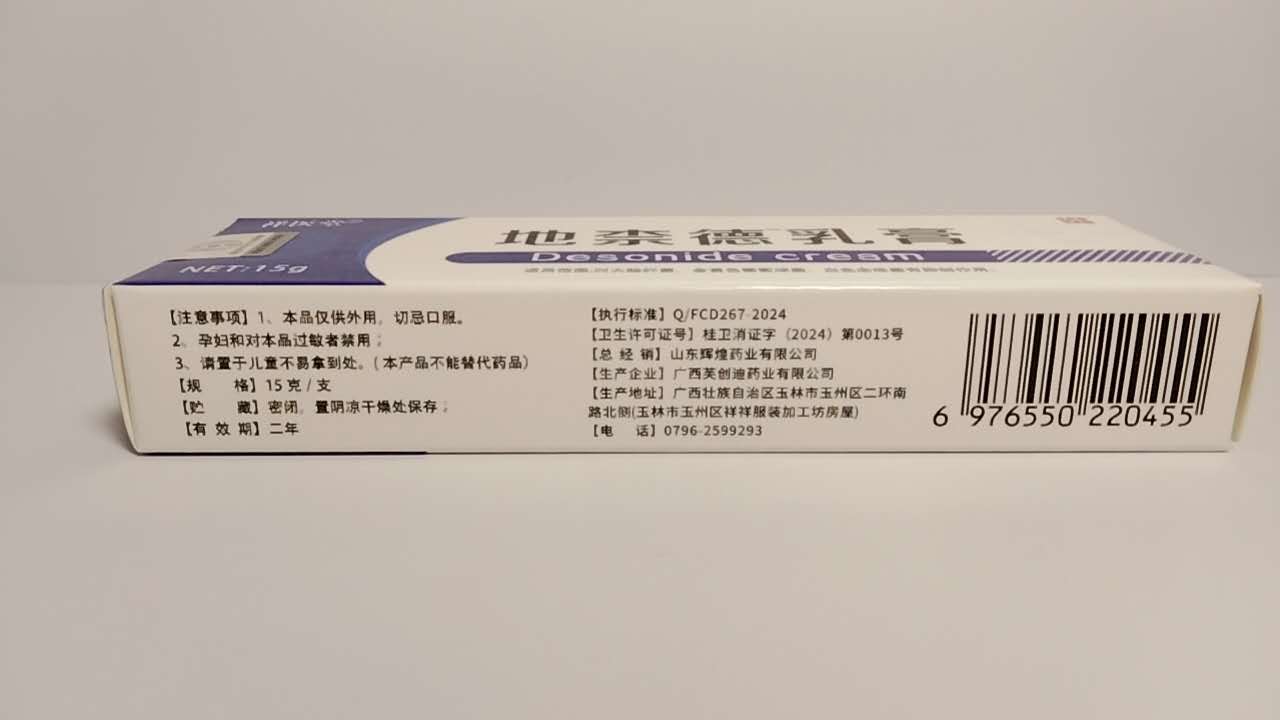 NET:15g
地柰德乳膏
Desonide cream
【注意事项】1、本品仅供外用，切忌口服。
2、孕妇和对本品过敏者禁用；
3、请置于儿童不易拿到处。(本产品不能替代药品)
【规 格】15克/支
【贮 藏】密闭，置阴凉干燥处保存；
【有 效 期】二年
【执行标准】Q/FCD267-2024
【卫生许可证号】桂卫消证字（2024）第0013号
【总 经 销】山东辉煌药业有限公司
【生产企业】广西芙创迪药业有限公司
【生产地址】广西壮族自治区玉林市玉州区二环南
路北侧(玉林市玉州区祥祥服装加工坊房屋)
【电 话】0796-2599293
6 976550 220455